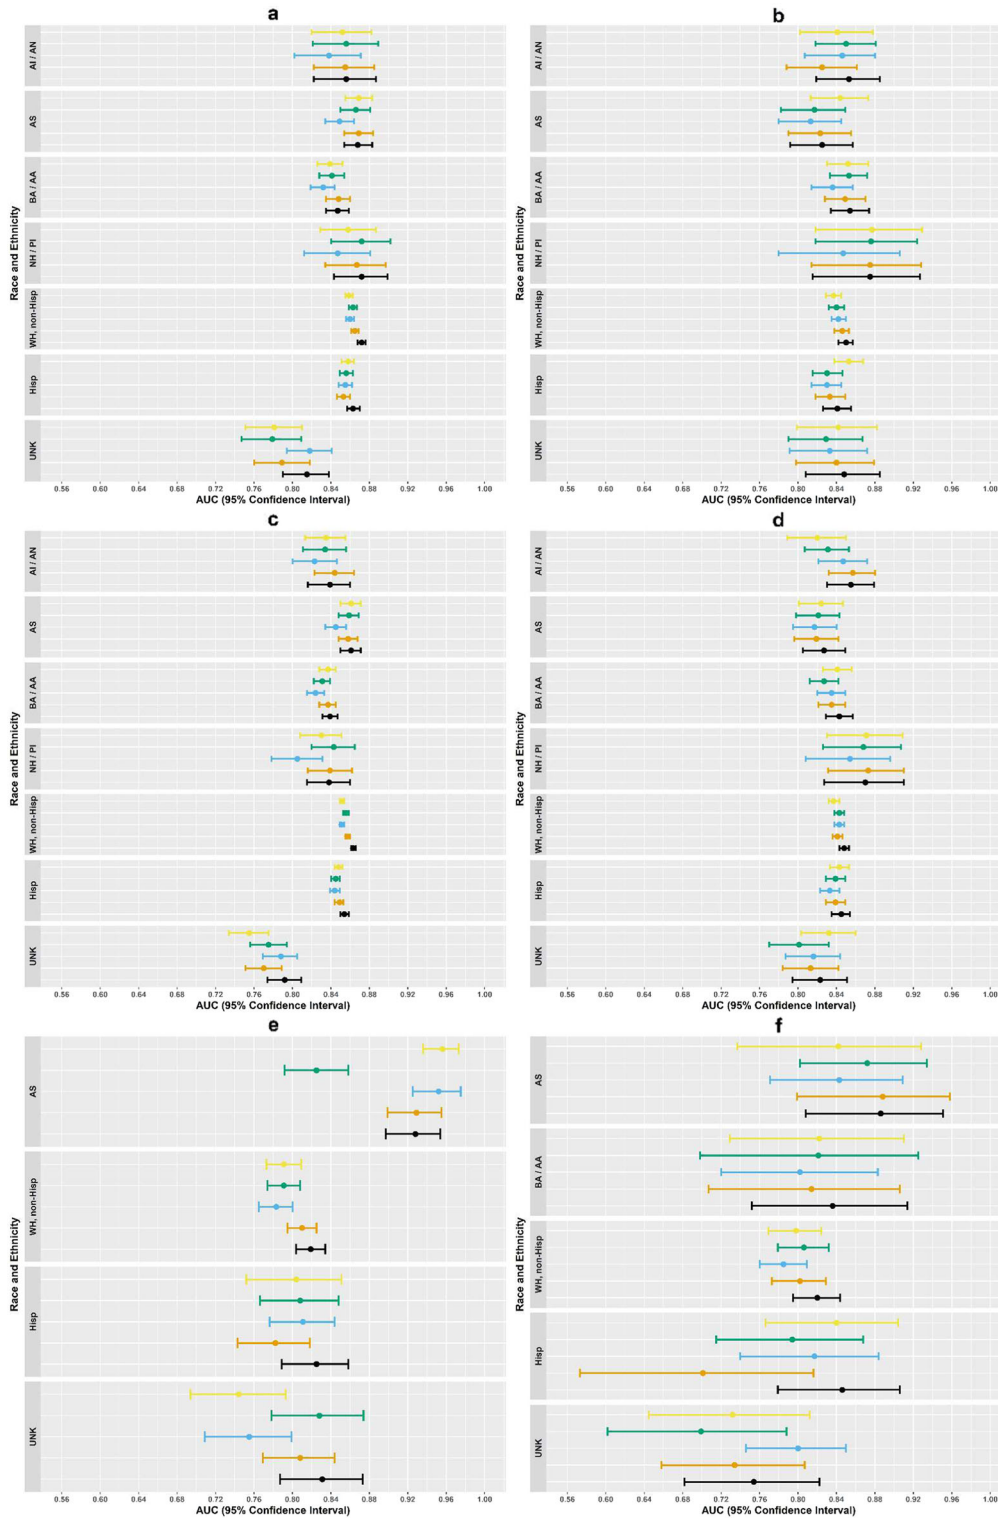 a
Race and Ethnicity
AI / AN
AS
BA / AA
NH / PI
WH, non-Hisp
Hisp
UNK
0.56 0.60 0.64 0.68 0.72 0.76 0.80 0.84 0.88 0.92 0.96 1.00
AUC (95% Confidence Interval)
b
Race and Ethnicity
AI / AN
AS
BA / AA
NH / PI
WH, non-Hisp
Hisp
UNK
0.56 0.60 0.64 0.68 0.72 0.76 0.80 0.84 0.88 0.92 0.96 1.00
AUC (95% Confidence Interval)
c
Race and Ethnicity
AI / AN
AS
BA / AA
NH / PI
WH, non-Hisp
Hisp
UNK
0.56 0.60 0.64 0.68 0.72 0.76 0.80 0.84 0.88 0.92 0.96 1.00
AUC (95% Confidence Interval)
d
Race and Ethnicity
AI / AN
AS
BA / AA
NH / PI
WH, non-Hisp
Hisp
UNK
0.56 0.60 0.64 0.68 0.72 0.76 0.80 0.84 0.88 0.92 0.96 1.00
AUC (95% Confidence Interval)
e
Race and Ethnicity
AS
WH, non-Hisp
Hisp
UNK
0.56 0.60 0.64 0.68 0.72 0.76 0.80 0.84 0.88 0.92 0.96 1.00
AUC (95% Confidence Interval)
f
Race and Ethnicity
AS
BA / AA
WH, non-Hisp
Hisp
UNK
0.56 0.60 0.64 0.68 0.72 0.76 0.80 0.84 0.88 0.92 0.96 1.00
AUC (95% Confidence Interval)